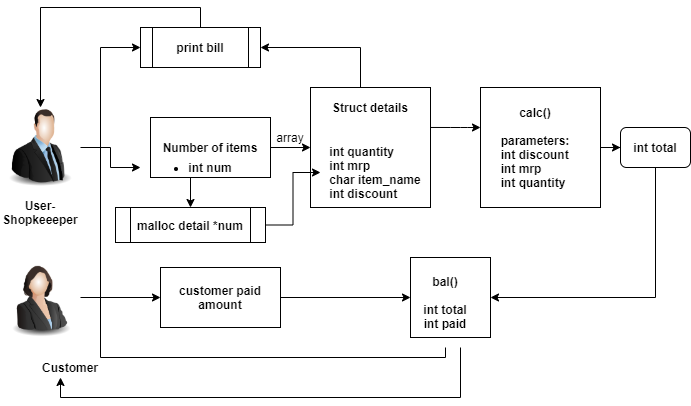 print bill
Struct details
calc()
Number of items
array
int quantity
int mrp
char item_name
int discount
parameters:
int discount
int mrp
int quantity
int total
• int num
User-
Shopkeeeper
malloc detail *num
customer paid
amount
bal()
int total
int paid
Customer